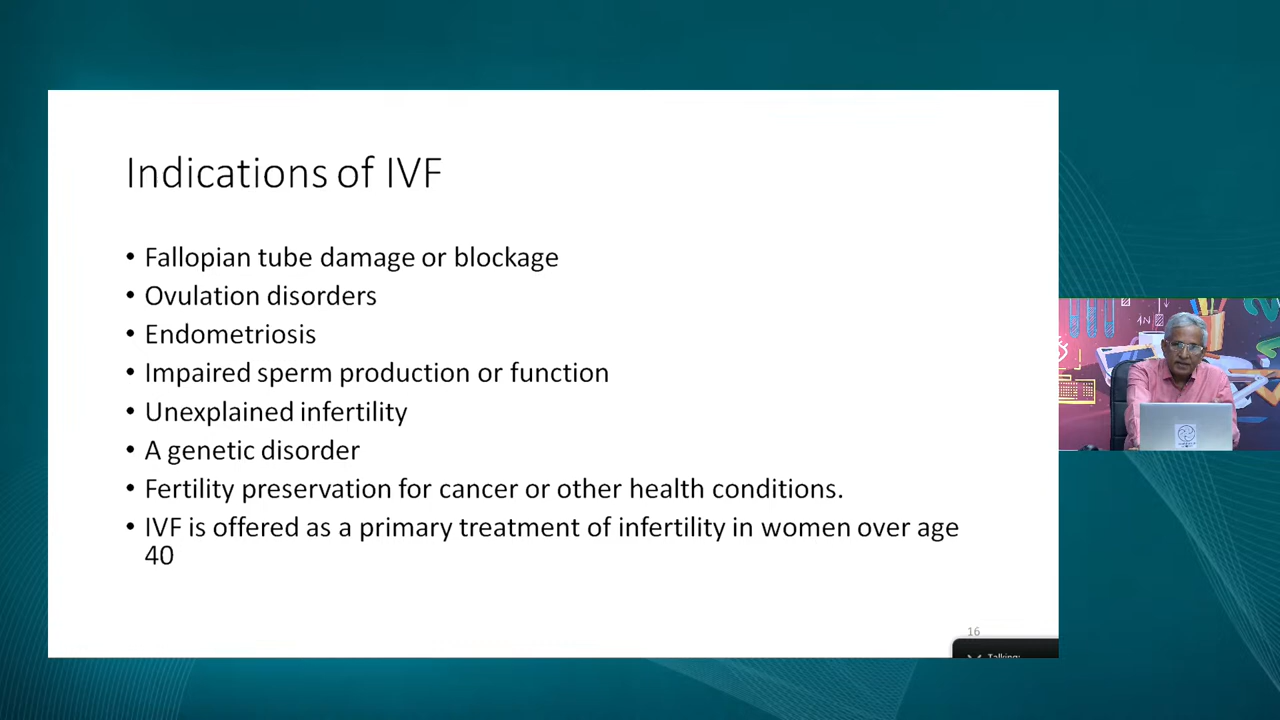 Indications of IVF
• Fallopian tube damage or blockage
• Ovulation disorders
• Endometriosis
• Impaired sperm production or function
• Unexplained infertility
• A genetic disorder
• Fertility preservation for cancer or other health conditions.
• IVF is offered as a primary treatment of infertility in women over age
40
16
Talking: